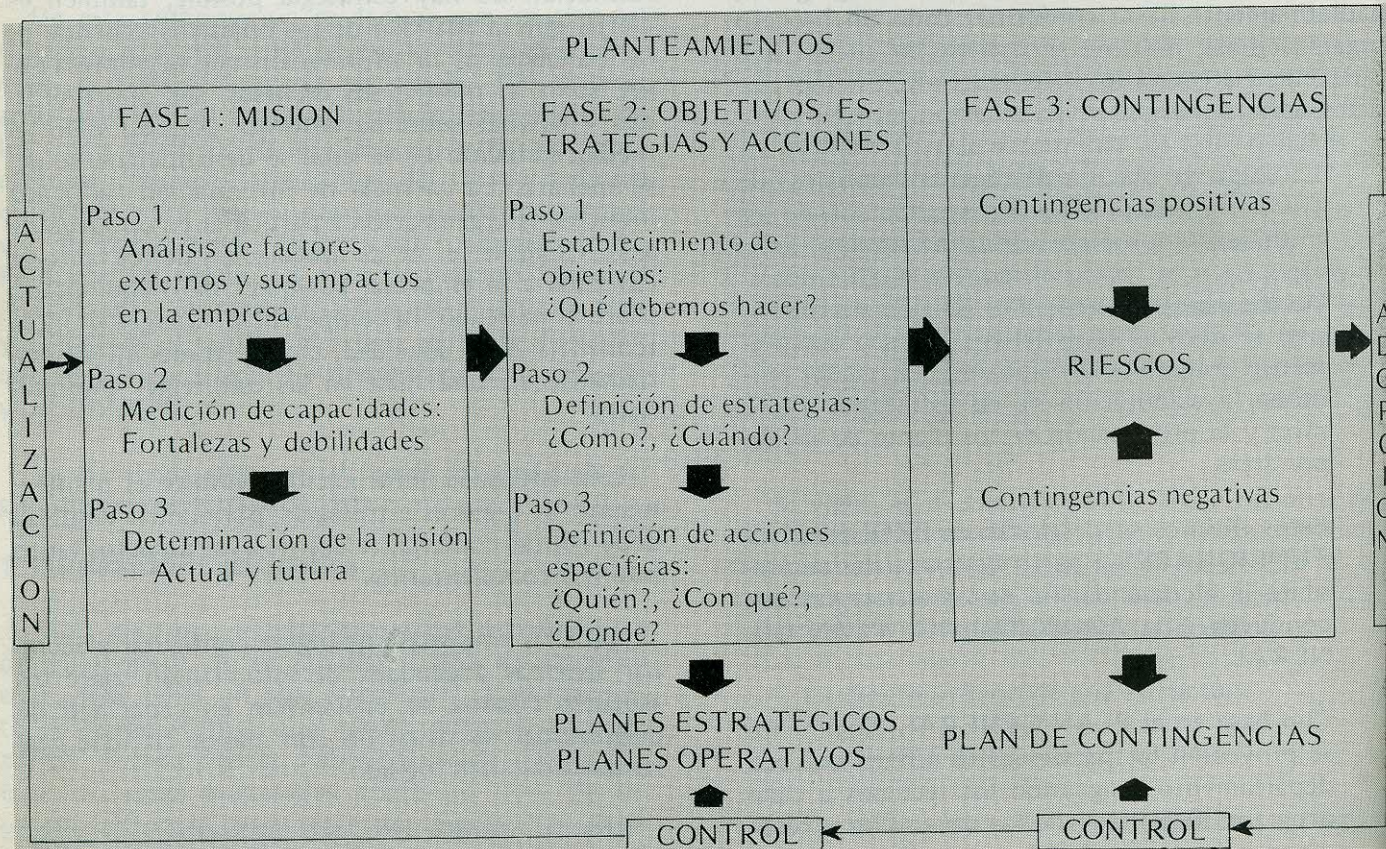 PLANTEAMIENTOS
ACTUALIZACION
FASE 1: MISION
Paso 1
Análisis de factores
externos y sus impactos
en la empresa
Paso 2
Medición de capacidades:
Fortalezas y debilidades
Paso 3
Determinación de la misión
— Actual y futura
FASE 2: OBJETIVOS, ES-
TRATEGIAS Y ACCIONES
Paso 1
Establecimiento de
objetivos:
¿Qué debemos hacer?
Paso 2
Definición de estrategias:
¿Cómo?, ¿Cuándo?
Paso 3
Definición de acciones
específicas:
¿Quién?, ¿Con qué?,
¿Dónde?
FASE 3: CONTINGENCIAS
Contingencias positivas
RIESGOS
Contingencias negativas
PLANES ESTRATEGICOS
PLANES OPERATIVOS
PLAN DE CONTINGENCIAS
CONTROL
CONTROL